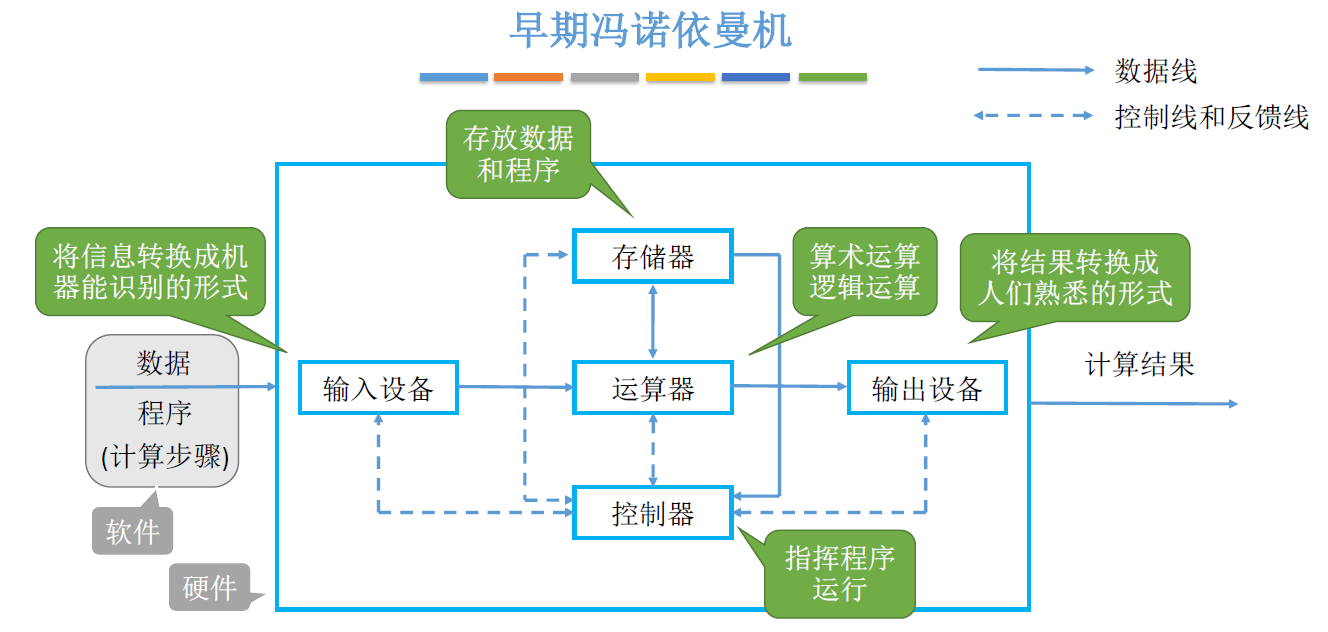 早期冯诺依曼机
数据线
控制线和反馈线
存放数据
和程序
将信息转换成机
器能识别的形式
存储器
算术运算
逻辑运算
将结果转换成
人们熟悉的形式
数据
程序
(计算步骤)
输入设备
运算器
输出设备
计算结果
控制器
软件
硬件
指挥程序
运行